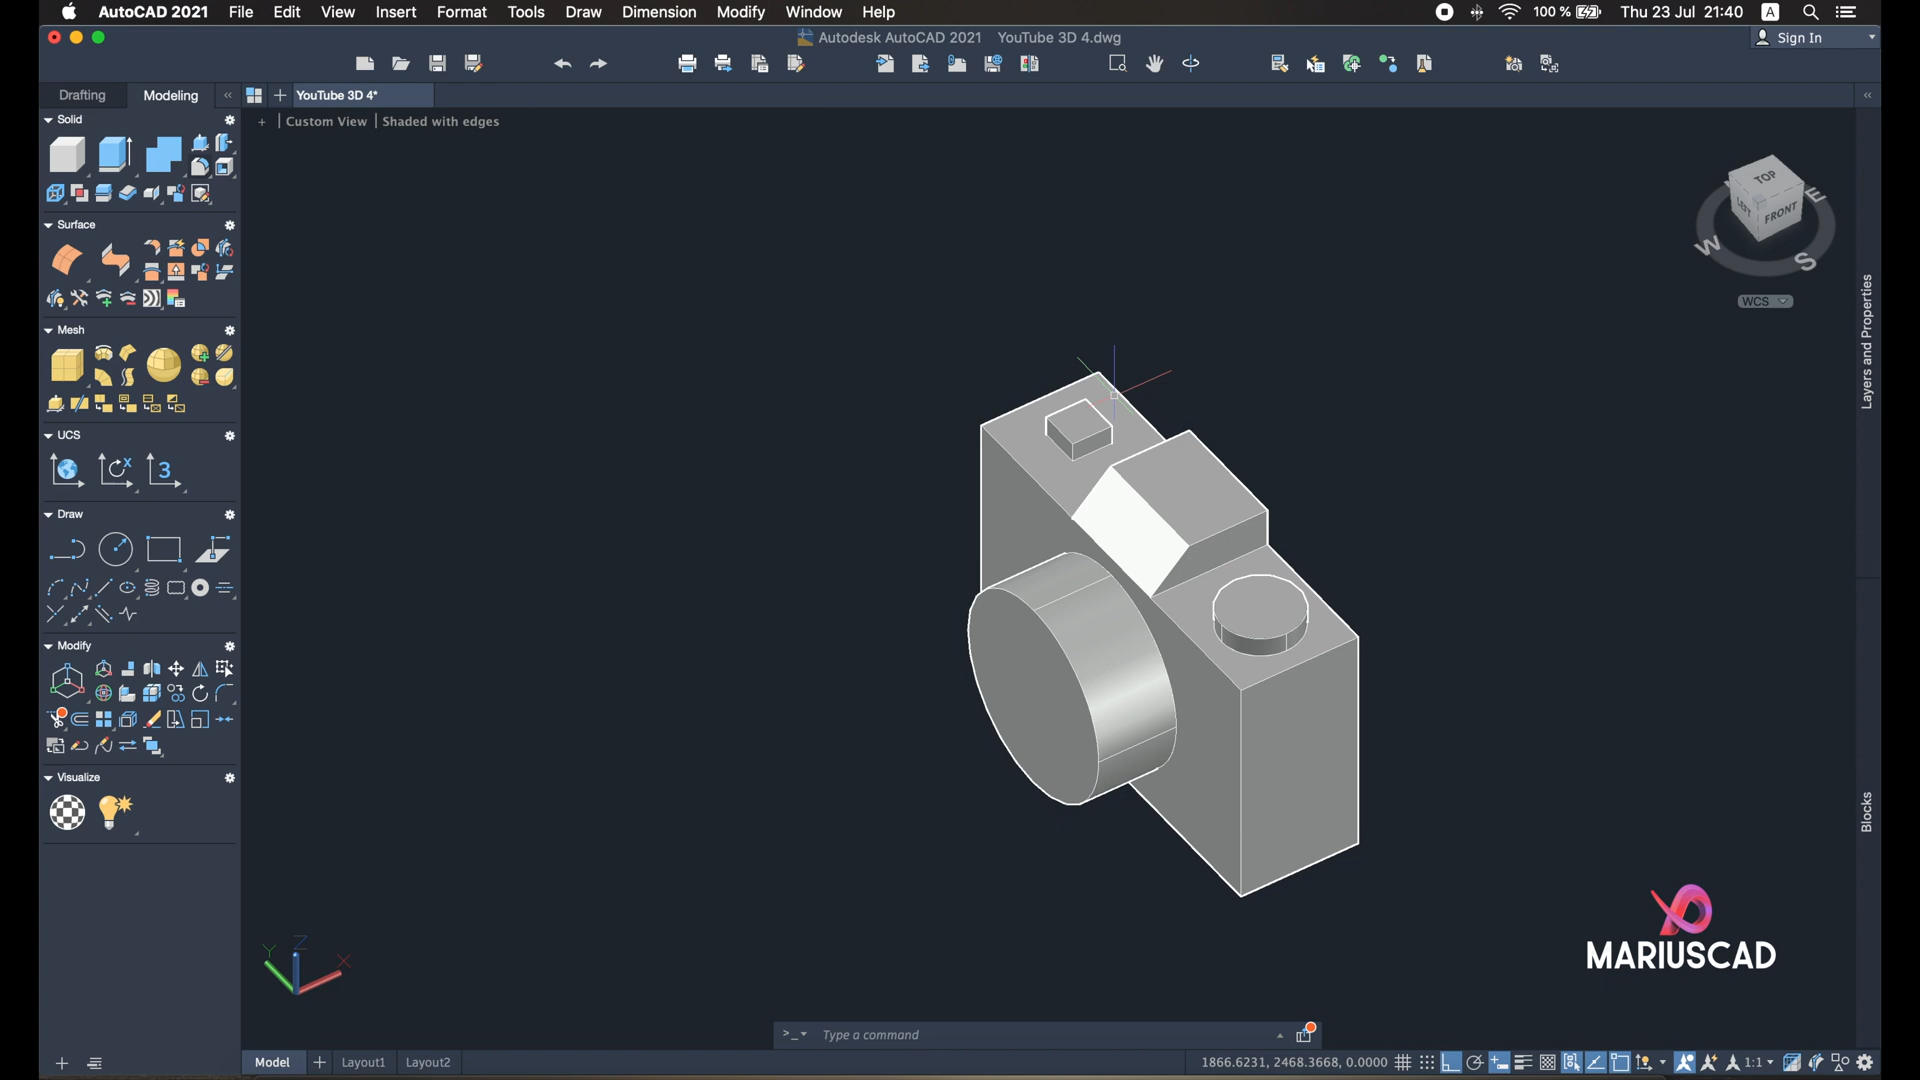 AutoCAD 2021 File Edit View Insert Format Tools Draw Dimension Modify Window Help 100 % Thu 23 Jul 21:40 A
Autodesk AutoCAD 2021 YouTube 3D 4.dwg
Sign In
Drafting Modeling YouTube 3D 4*
+ Custom View Shaded with edges
Solid
Surface
Mesh
UCS
X
3
Draw
Modify
Visualize
TOP
LEFT
FRONT
E
W
S
WCS
Layers and Properties
Blocks
Y
Z
X
MARIUSCAD
>_ Type a command
Model + Layout1 Layout2
1866.6231, 2468.3668, 0.0000 1:1